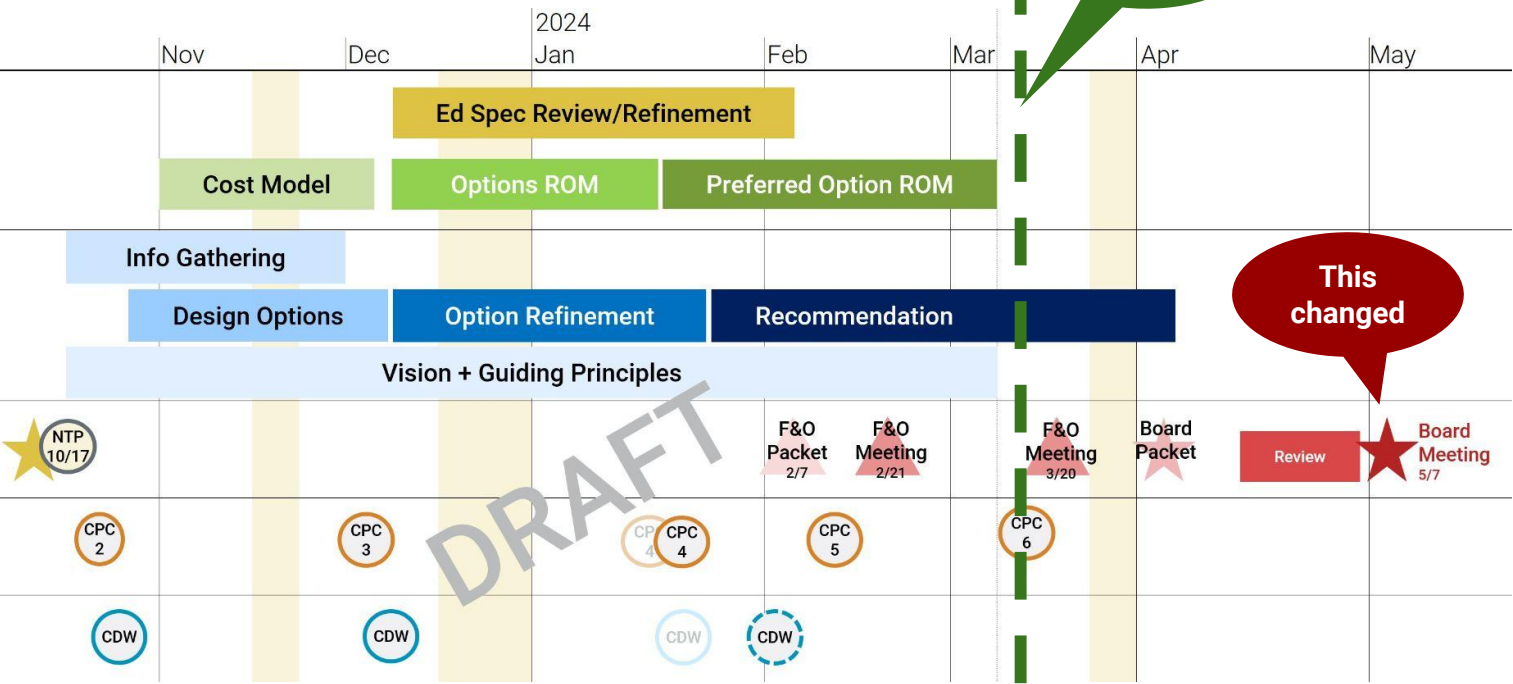 2024
Nov
Dec
Jan
Feb
Mar
Apr
May
Ed Spec Review/Refinement
Cost Model
Options ROM
Preferred Option ROM
Info Gathering
This
changed
Design Options
Option Refinement
Recommendation
Vision + Guiding Principles
DRAFT
NTP
10/17
F&O
Packet
2/7
F&O
Meeting
2/21
F&O
Meeting
3/20
Board
Packet
Review
Board
Meeting
5/7
CPC
2
CPC
3
CPC
4
CPC
4
CPC
5
CPC
6
CDW
CDW
CDW
CDW